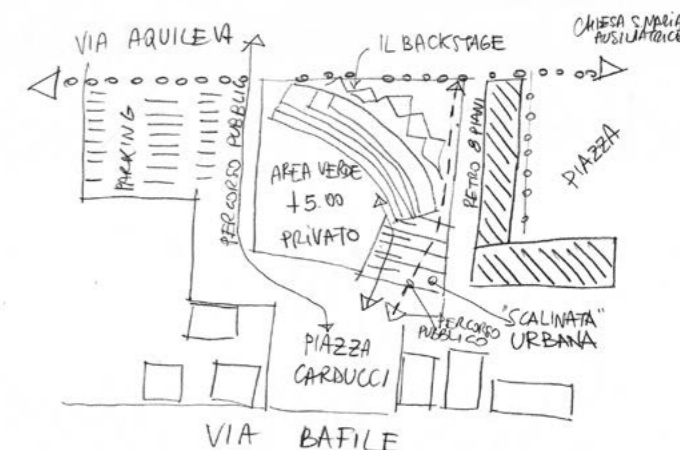 VIA AQUILEVA
IL BACKSTAGE
CHIESA S. MARIA
AUSILIATRICE
PARKING
PERCORSO PUBBLICO
AREA VERDE
+5.00
PRIVATO
RETRO 8 PIANI
PIAZZA
PERCORSO
PUBBLICO
"SCALINATA"
URBANA
PIAZZA
CARDUCCI
VIA BAFILE